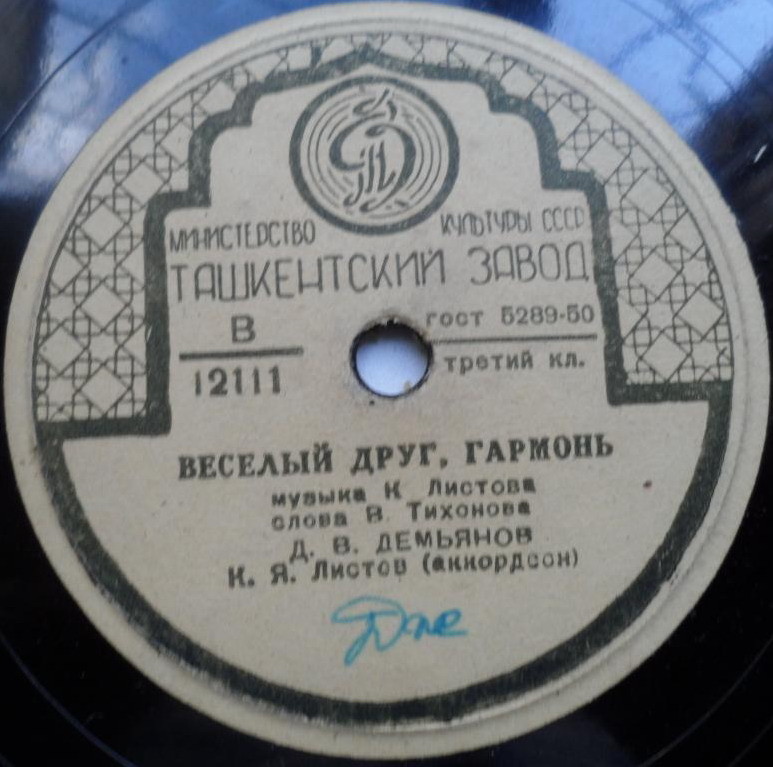 МИНИСТЕРСТВО КУЛЬТУРЫ СССР
ТАШКЕНТСКИЙ ЗАВОД
В
12111
гост 5289-50
третий кл.
ВЕСЕЛЫЙ ДРУГ, ГАРМОНЬ
музыка К Листова
слова В. Тихонова
Д. В. ДЕМЬЯНОВ
К. Я. Листов (аккордеон)